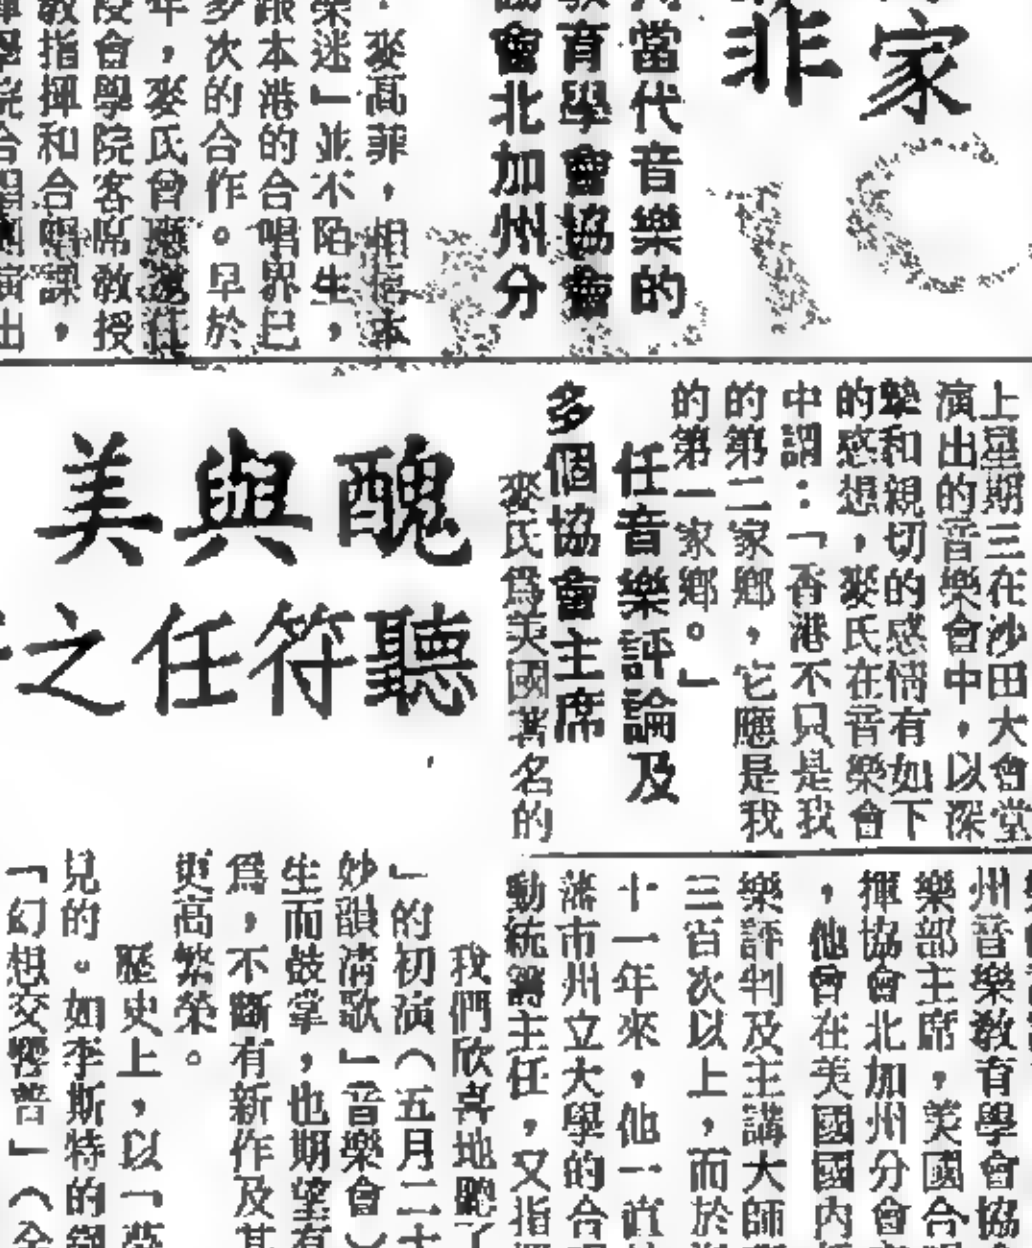 家
非
當代音樂的
教育學會協會
協會北加州分
麥高菲，相信本
樂迷」並不陌生，
跟本港的合唱界已
多次的合作。早於
年，麥氏曾應邀任
浸會學院客席教授
指揮和合唱課，
上星期三在沙田大會堂
演出的音樂會中，以深
摯和親切的感情有如下
的感想，麥氏在音樂會
中謂：「香港不只是我
的第二家鄉，它應是我
的第一家鄉。」
任音樂評論及
多個協會主席
麥氏爲美國著名的
醜與美
聽符任之
州音樂教育學會協
樂部主席，美國合
揮協會北加州分會
，他曾在美國國內
樂評判及主講大師
三百次以上，而於
十一年來，他一直
藩市州立大學的合
動統籌主任，又指
我們欣喜地聽了
」的初演（五月二十
妙韻清歌」音樂會）
生而鼓掌，也期望有
爲，不斷有新作及其
更高繁榮。
歷史上，以「
見的。如李斯特的
「幻想交響普」（